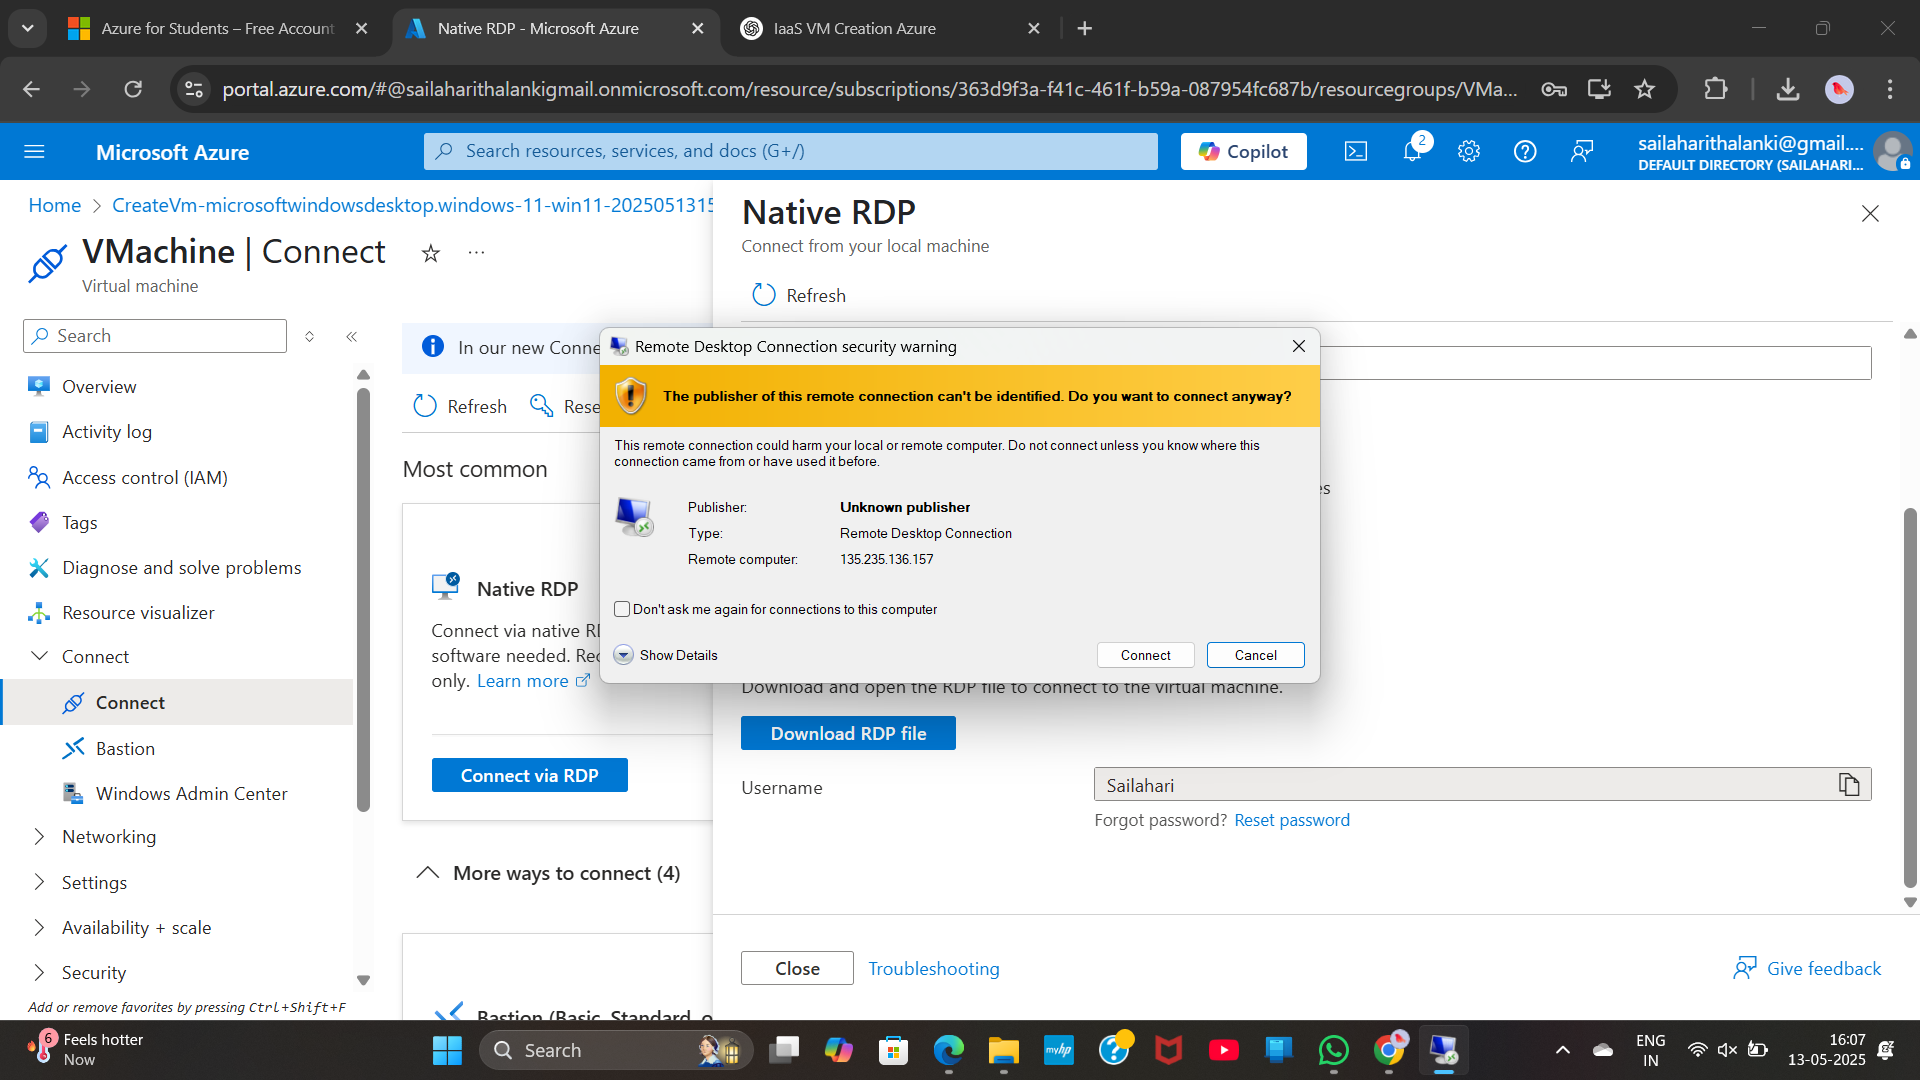 Azure for Students – Free Account
Native RDP - Microsoft Azure
IaaS VM Creation Azure
portal.azure.com/#@sailaharithalankigmail.onmicrosoft.com/resource/subscriptions/363d9f3a-f41c-461f-b59a-087954fc687b/resourcegroups/VMa...
Microsoft Azure
Search resources, services, and docs (G+/)
Copilot
2
sailaharithalanki@gmail....
DEFAULT DIRECTORY (SAILAHARI...
Home > CreateVm-microsoftwindowsdesktop.windows-11-win11-2025051315
VMachine | Connect
Virtual machine
Search
Overview
Activity log
Access control (IAM)
Tags
Diagnose and solve problems
Resource visualizer
Connect
Connect
Bastion
Windows Admin Center
Networking
Settings
Availability + scale
Security
Add or remove favorites by pressing Ctrl+Shift+F
In our new Conne
Refresh
Rese
Most common
Native RDP
Connect via native RD
software needed. Rec
only. Learn more
Connect via RDP
More ways to connect (4)
Bastion (Basic, Standard, o
Native RDP
Connect from your local machine
Refresh
es
Download and open the RDP file to connect to the virtual machine.
Download RDP file
Username
Sailahari
Forgot password? Reset password
Close
Troubleshooting
Give feedback
Remote Desktop Connection security warning
The publisher of this remote connection can't be identified. Do you want to connect anyway?
This remote connection could harm your local or remote computer. Do not connect unless you know where this
connection came from or have used it before.
Publisher: Unknown publisher
Type: Remote Desktop Connection
Remote computer: 135.235.136.157
Don't ask me again for connections to this computer
Show Details
Connect
Cancel
6
Feels hotter
Now
Search
myhp
ENG
IN
16:07
13-05-2025